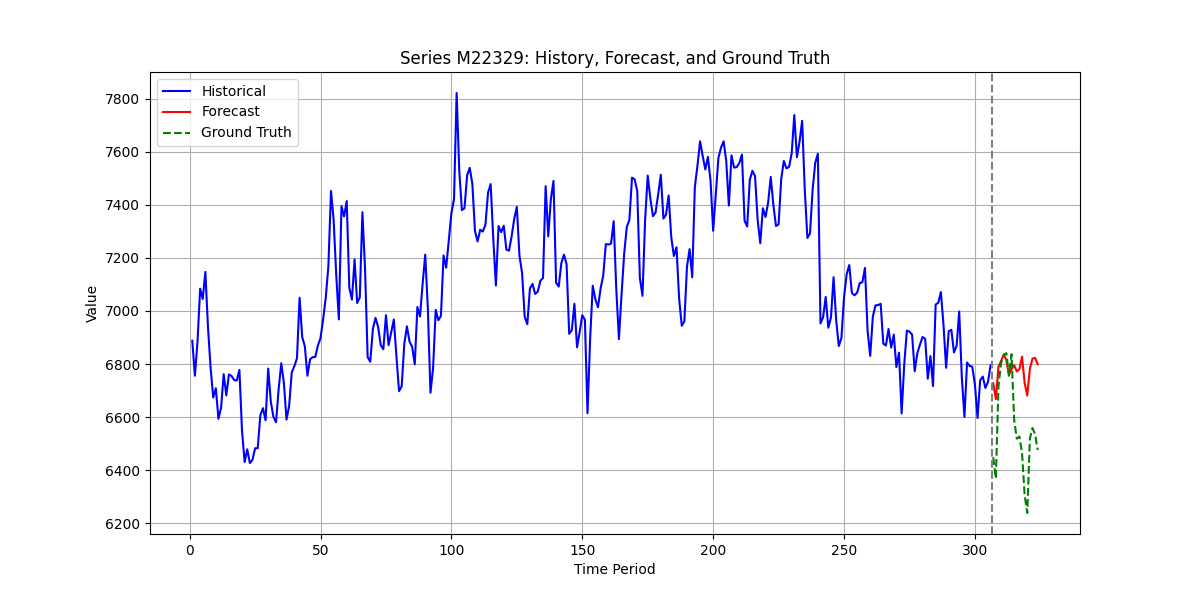 Series M22329: History, Forecast, and Ground Truth
Historical
Forecast
Ground Truth
Value
7800
7600
7400
7200
7000
6800
6600
6400
6200
0 50 100 150 200 250 300
Time Period